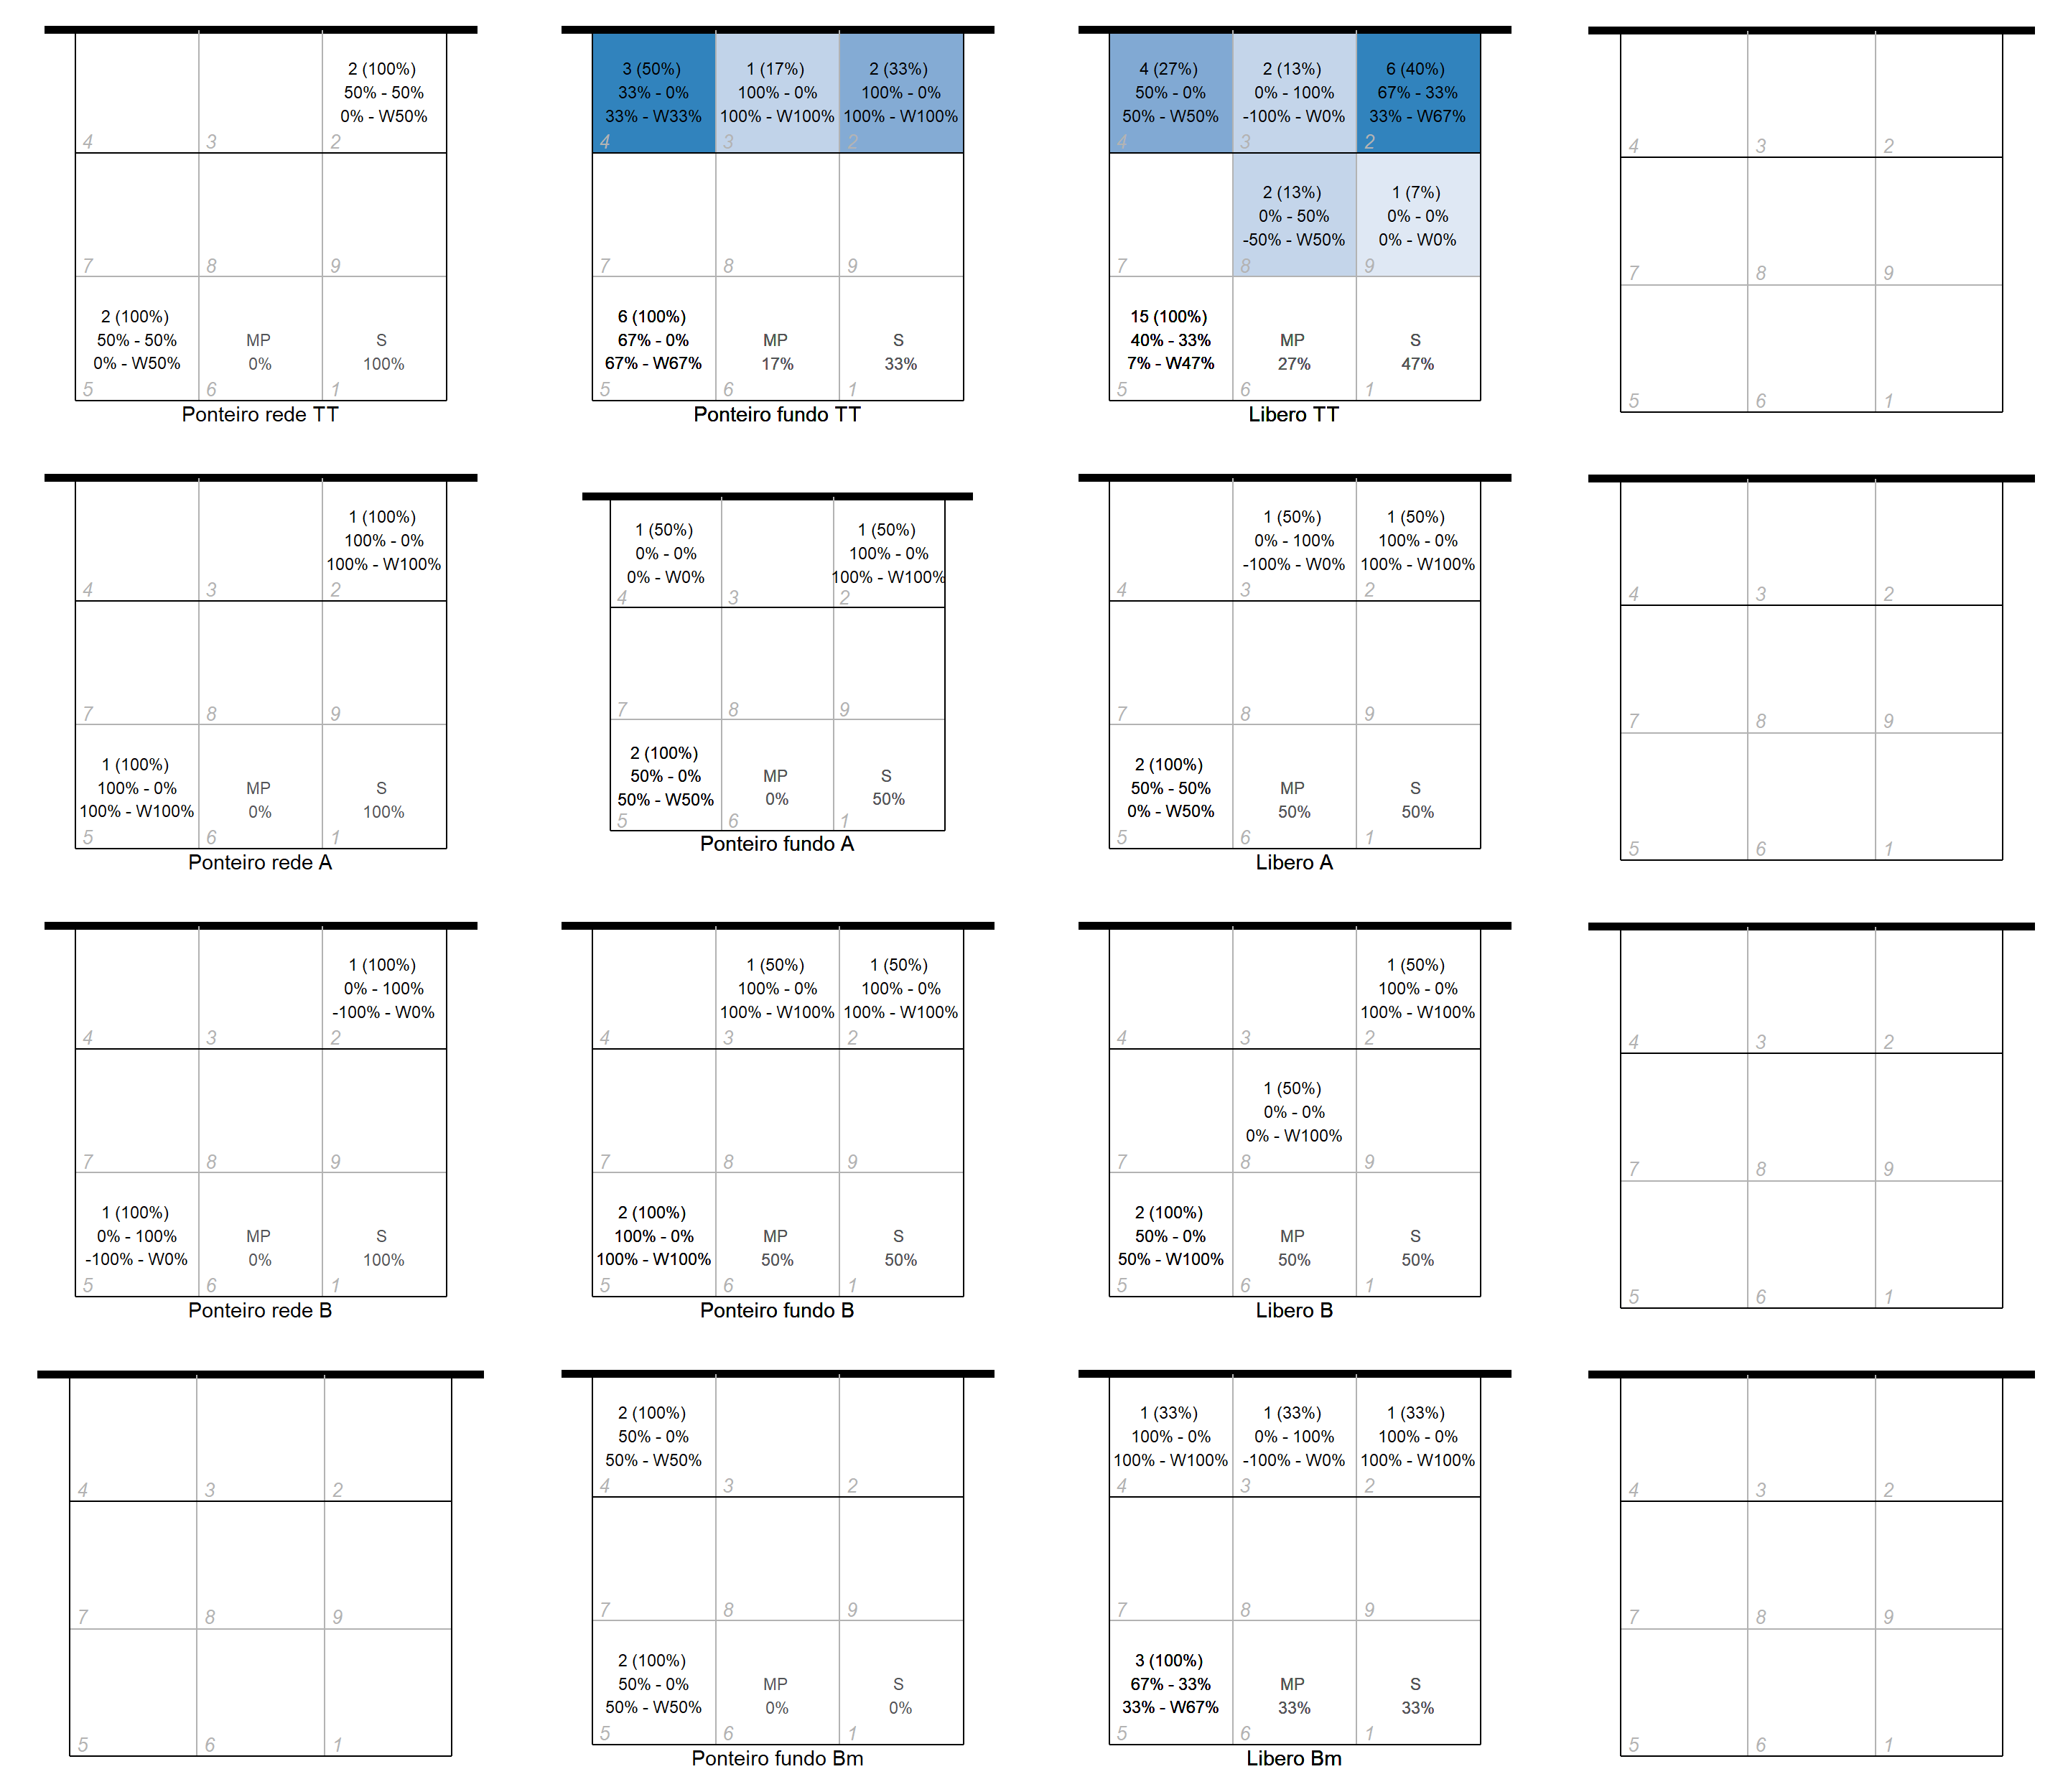 2 (100%)
50% - 50%
0% - W50%
4
3
2
7
8
9
2 (100%)
50% - 50%
0% - W50%
MP
0%
S
100%
5
6
1
Ponteiro rede TT
3 (50%)
33% - 0%
33% - W33%
1 (17%)
100% - 0%
100% - W100%
2 (33%)
100% - 0%
100% - W100%
4
3
2
7
8
9
6 (100%)
67% - 0%
67% - W67%
MP
17%
S
33%
5
6
1
Ponteiro fundo TT
4 (27%)
50% - 0%
50% - W50%
2 (13%)
0% - 100%
-100% - W0%
6 (40%)
67% - 33%
33% - W67%
4
3
2
2 (13%)
0% - 50%
-50% - W50%
1 (7%)
0% - 0%
0% - W0%
7
8
9
15 (100%)
40% - 33%
7% - W47%
MP
27%
S
47%
5
6
1
Libero TT
4
3
2
7
8
9
5
6
1
1 (100%)
100% - 0%
100% - W100%
4
3
2
7
8
9
1 (100%)
100% - 0%
100% - W100%
MP
0%
S
100%
5
6
1
Ponteiro rede A
1 (50%)
0% - 0%
0% - W0%
1 (50%)
100% - 0%
100% - W100%
4
3
2
7
8
9
2 (100%)
50% - 0%
50% - W50%
MP
0%
S
50%
5
6
1
Ponteiro fundo A
1 (50%)
0% - 100%
-100% - W0%
1 (50%)
100% - 0%
100% - W100%
4
3
2
7
8
9
2 (100%)
50% - 50%
0% - W50%
MP
50%
S
50%
5
6
1
Libero A
4
3
2
7
8
9
5
6
1
1 (100%)
0% - 100%
-100% - W0%
4
3
2
7
8
9
1 (100%)
0% - 100%
-100% - W0%
MP
0%
S
100%
5
6
1
Ponteiro rede B
1 (50%)
100% - 0%
100% - W100%
1 (50%)
100% - 0%
100% - W100%
4
3
2
7
8
9
2 (100%)
100% - 0%
100% - W100%
MP
50%
S
50%
5
6
1
Ponteiro fundo B
1 (50%)
100% - 0%
100% - W100%
4
3
2
1 (50%)
0% - 0%
0% - W100%
7
8
9
2 (100%)
50% - 0%
50% - W100%
MP
50%
S
50%
5
6
1
Libero B
4
3
2
7
8
9
5
6
1
4
3
2
7
8
9
5
6
1
2 (100%)
50% - 0%
50% - W50%
4
3
2
7
8
9
2 (100%)
50% - 0%
50% - W50%
MP
0%
S
0%
5
6
1
Ponteiro fundo Bm
1 (33%)
100% - 0%
100% - W100%
1 (33%)
0% - 100%
-100% - W0%
1 (33%)
100% - 0%
100% - W100%
4
3
2
7
8
9
3 (100%)
67% - 33%
33% - W67%
MP
33%
S
33%
5
6
1
Libero Bm
4
3
2
7
8
9
5
6
1